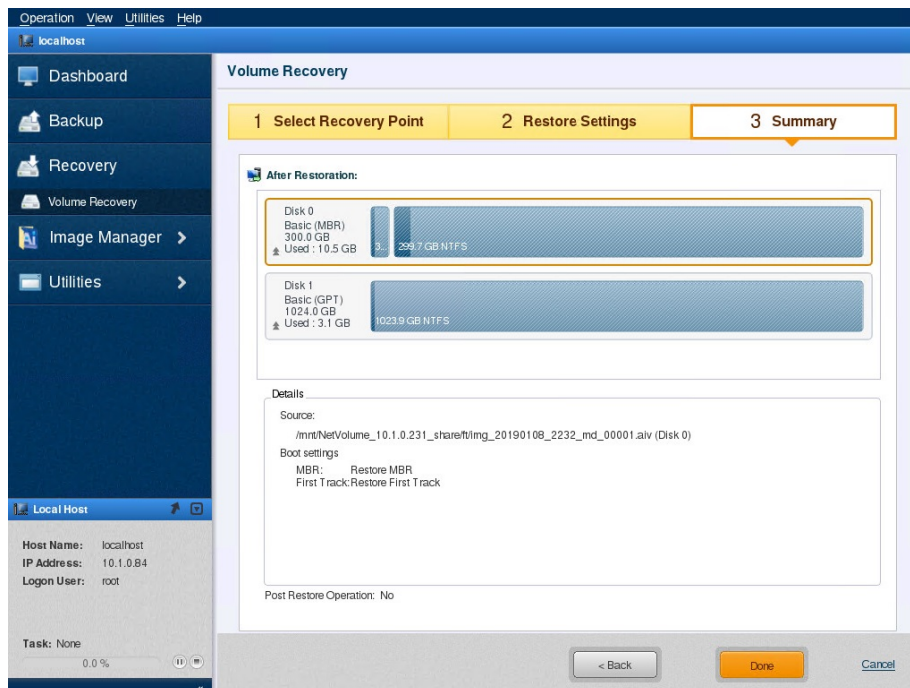 Operation View Utilities Help
localhost
Dashboard
Backup
Recovery
Volume Recovery
Image Manager
Utilities
Volume Recovery
1 Select Recovery Point
2 Restore Settings
3 Summary
After Restoration:
Disk 0
Basic (MBR)
300.0 GB
Used : 10.5 GB
3...
299.7 GB NTFS
Disk 1
Basic (GPT)
1024.0 GB
Used : 3.1 GB
1023.9 GB NTFS
Details
Source:
/mnt/NetVolume_10.1.0.231_share/ft/img_20190108_2232_md_00001.aiv (Disk 0)
Boot settings
MBR: Restore MBR
First Track:Restore First Track
Post Restore Operation: No
Local Host
Host Name: localhost
IP Address: 10.1.0.84
Logon User: root
Task: None
0.0 %
< Back
Done
Cancel